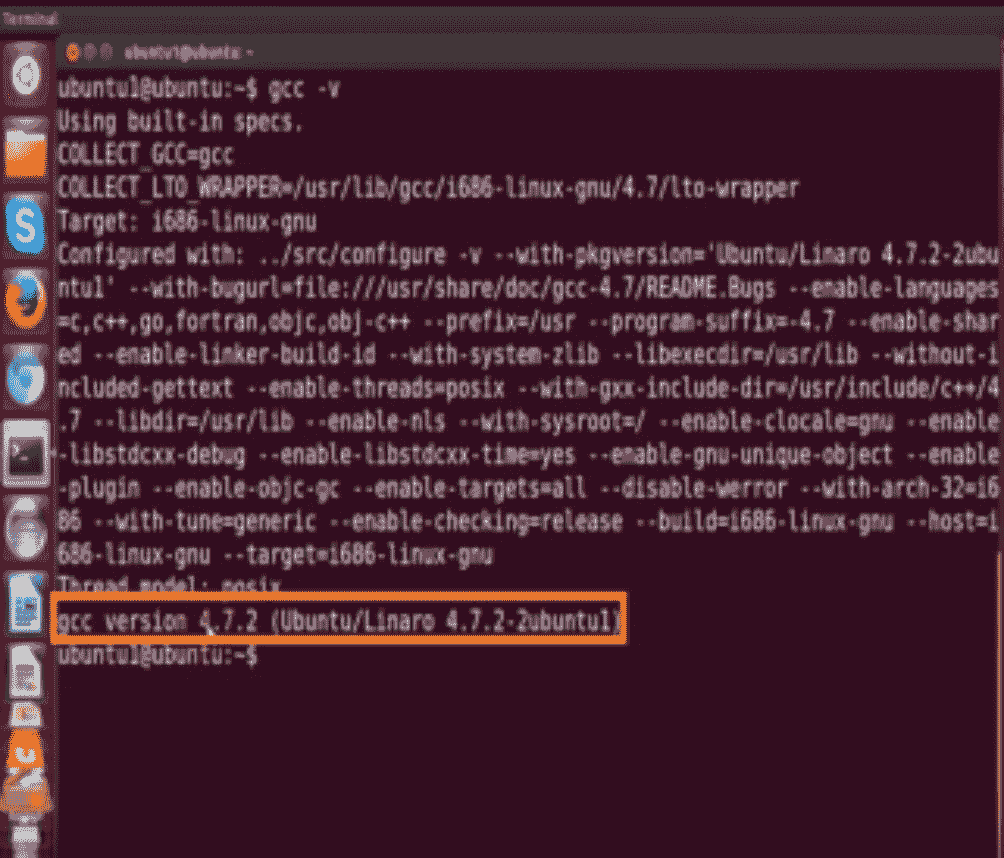 Terminal
ubuntu1@ubuntu: ~
ubuntu1@ubuntu:~$ gcc -v
Using built-in specs.
COLLECT_GCC=gcc
COLLECT_LTO_WRAPPER=/usr/lib/gcc/i686-linux-gnu/4.7/lto-wrapper
Target: i686-linux-gnu
Configured with: ../src/configure -v --with-pkgversion='Ubuntu/Linaro 4.7.2-2ubu
ntu1' --with-bugurl=file:///usr/share/doc/gcc-4.7/README.Bugs --enable-languages
=c,c++,go,fortran,objc,obj-c++ --prefix=/usr --program-suffix=-4.7 --enable-shar
ed --enable-linker-build-id --with-system-zlib --libexecdir=/usr/lib --without-i
ncluded-gettext --enable-threads=posix --with-gxx-include-dir=/usr/include/c++/4
.7 --libdir=/usr/lib --enable-nls --with-sysroot=/ --enable-clocale=gnu --enable
-libstdcxx-debug --enable-libstdcxx-time=yes --enable-gnu-unique-object --enable
-plugin --enable-objc-gc --enable-targets=all --disable-werror --with-arch-32=i6
86 --with-tune=generic --enable-checking=release --build=i686-linux-gnu --host=i
686-linux-gnu --target=i686-linux-gnu
Thread model: posix
gcc version 4.7.2 (Ubuntu/Linaro 4.7.2-2ubuntu1)
ubuntu1@ubuntu:~$